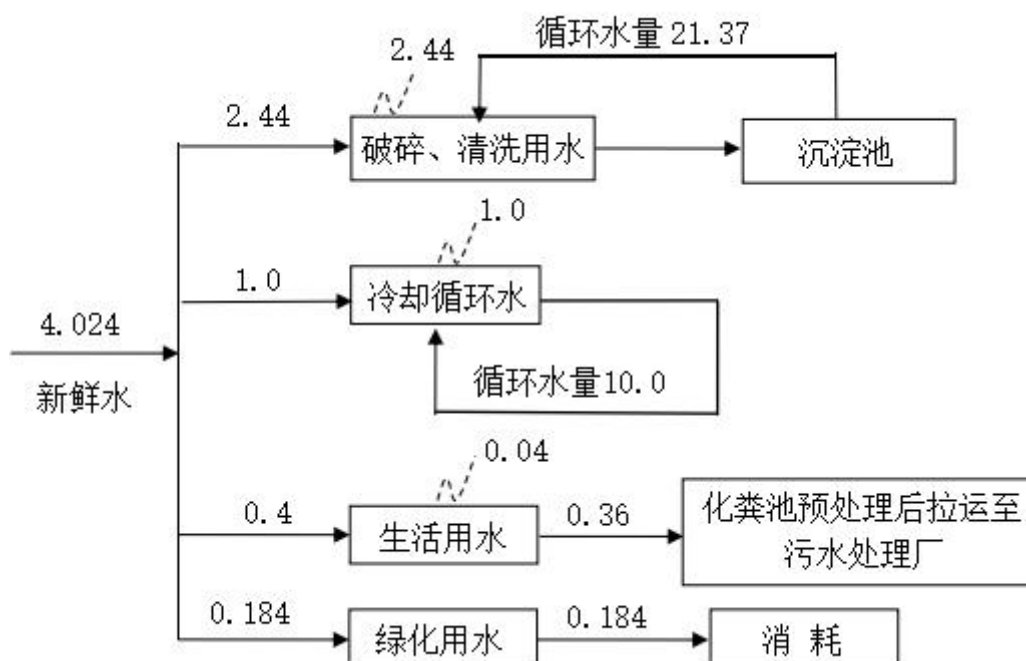 循环水量 21.37
2.44
2.44
破碎、清洗用水
沉淀池
1.0
1.0
冷却循环水
4.024
新鲜水
循环水量10.0
0.04
0.4
生活用水
0.36
化粪池预处理后拉运至
污水处理厂
0.184
绿化用水
0.184
消 耗